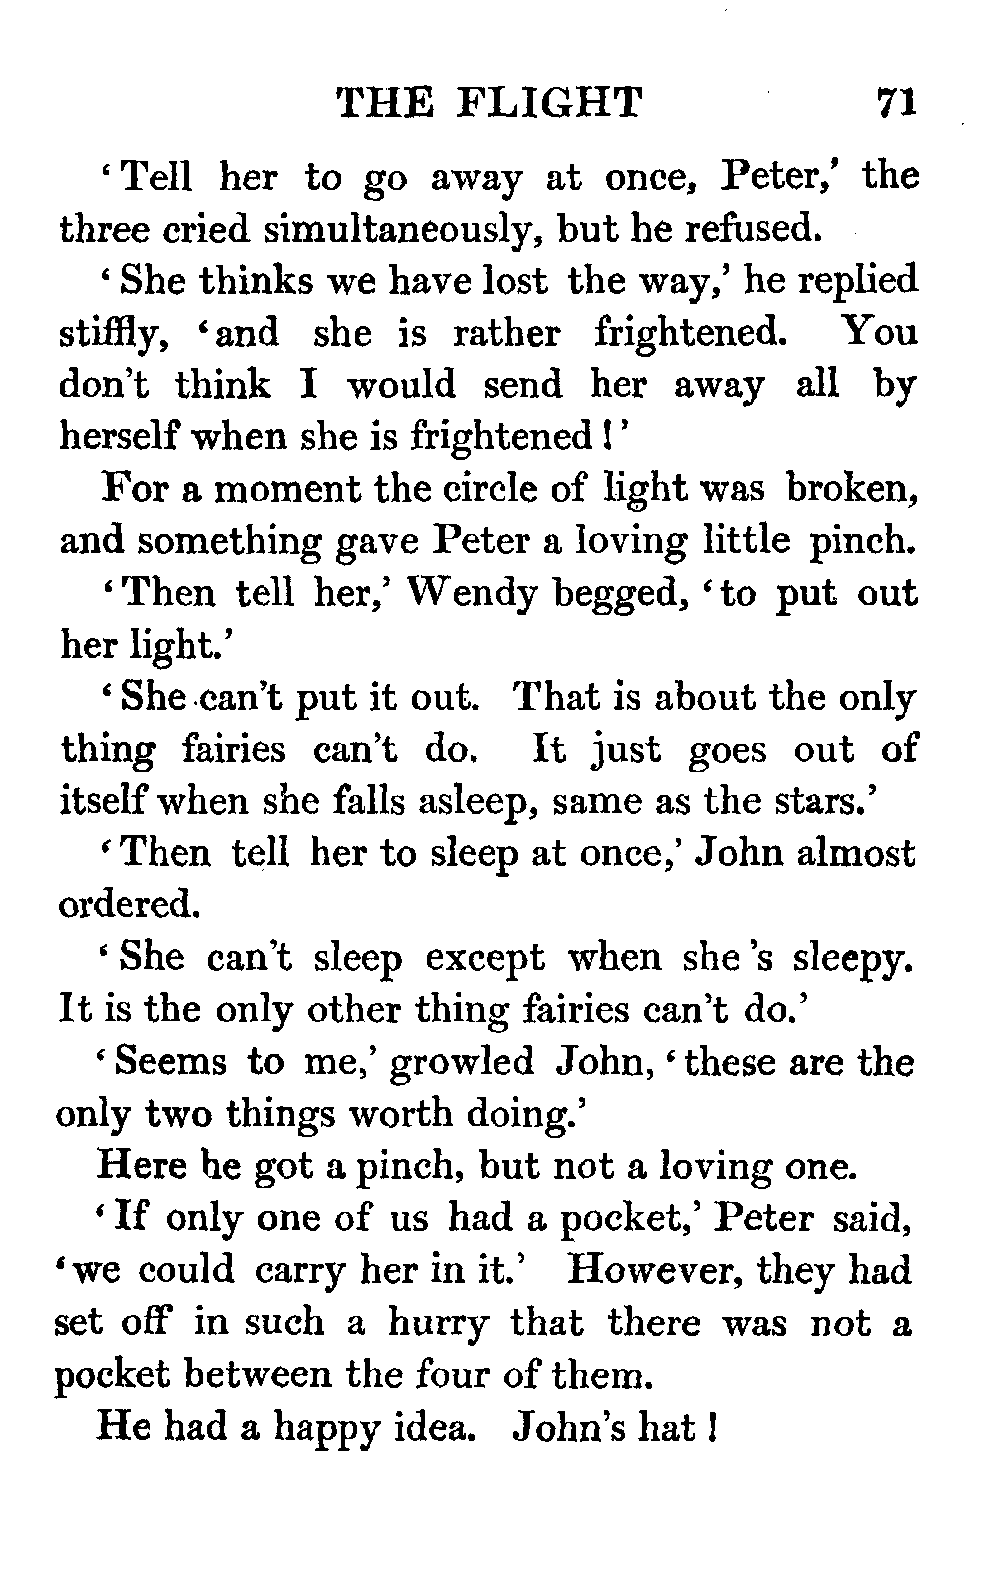 THE FLIGHT 71
‘Tell her to go away at once, Peter,’ the
three cried simultaneously, but he refused.
‘She thinks we have lost the way,’ he replied
stiffly, ‘and she is rather frightened. You
don’t think I would send her away all by
herself when she is frightened!’
For a moment the circle of light was broken,
and something gave Peter a loving little pinch.
‘Then tell her,’ Wendy begged, ‘to put out
her light.’
‘She can’t put it out. That is about the only
thing fairies can’t do. It just goes out of
itself when she falls asleep, same as the stars.’
‘Then tell her to sleep at once,’ John almost
ordered.
‘She can’t sleep except when she’s sleepy.
It is the only other thing fairies can’t do.’
‘Seems to me,’ growled John, ‘these are the
only two things worth doing.’
Here he got a pinch, but not a loving one.
‘If only one of us had a pocket,’ Peter said,
‘we could carry her in it.’ However, they had
set off in such a hurry that there was not a
pocket between the four of them.
He had a happy idea. John’s hat!